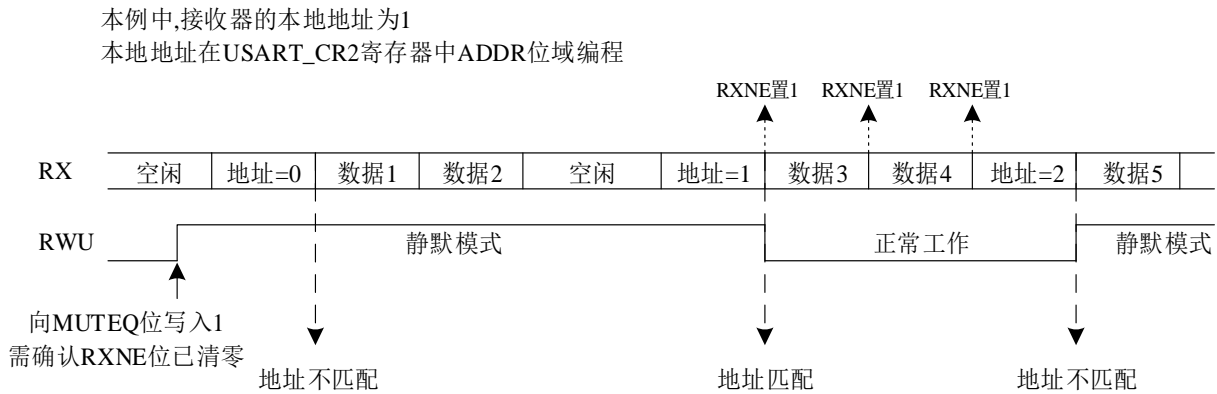 本例中,接收器的本地地址为1
本地地址在USART_CR2寄存器中ADDR位域编程
RXNE置1 RXNE置1 RXNE置1
RX 空闲 地址=0 数据1 数据2 空闲 地址=1 数据3 数据4 地址=2 数据5
RWU 静默模式 正常工作 静默模式
向MUTEQ位写入1
需确认RXNE位已清零
地址不匹配 地址匹配 地址不匹配